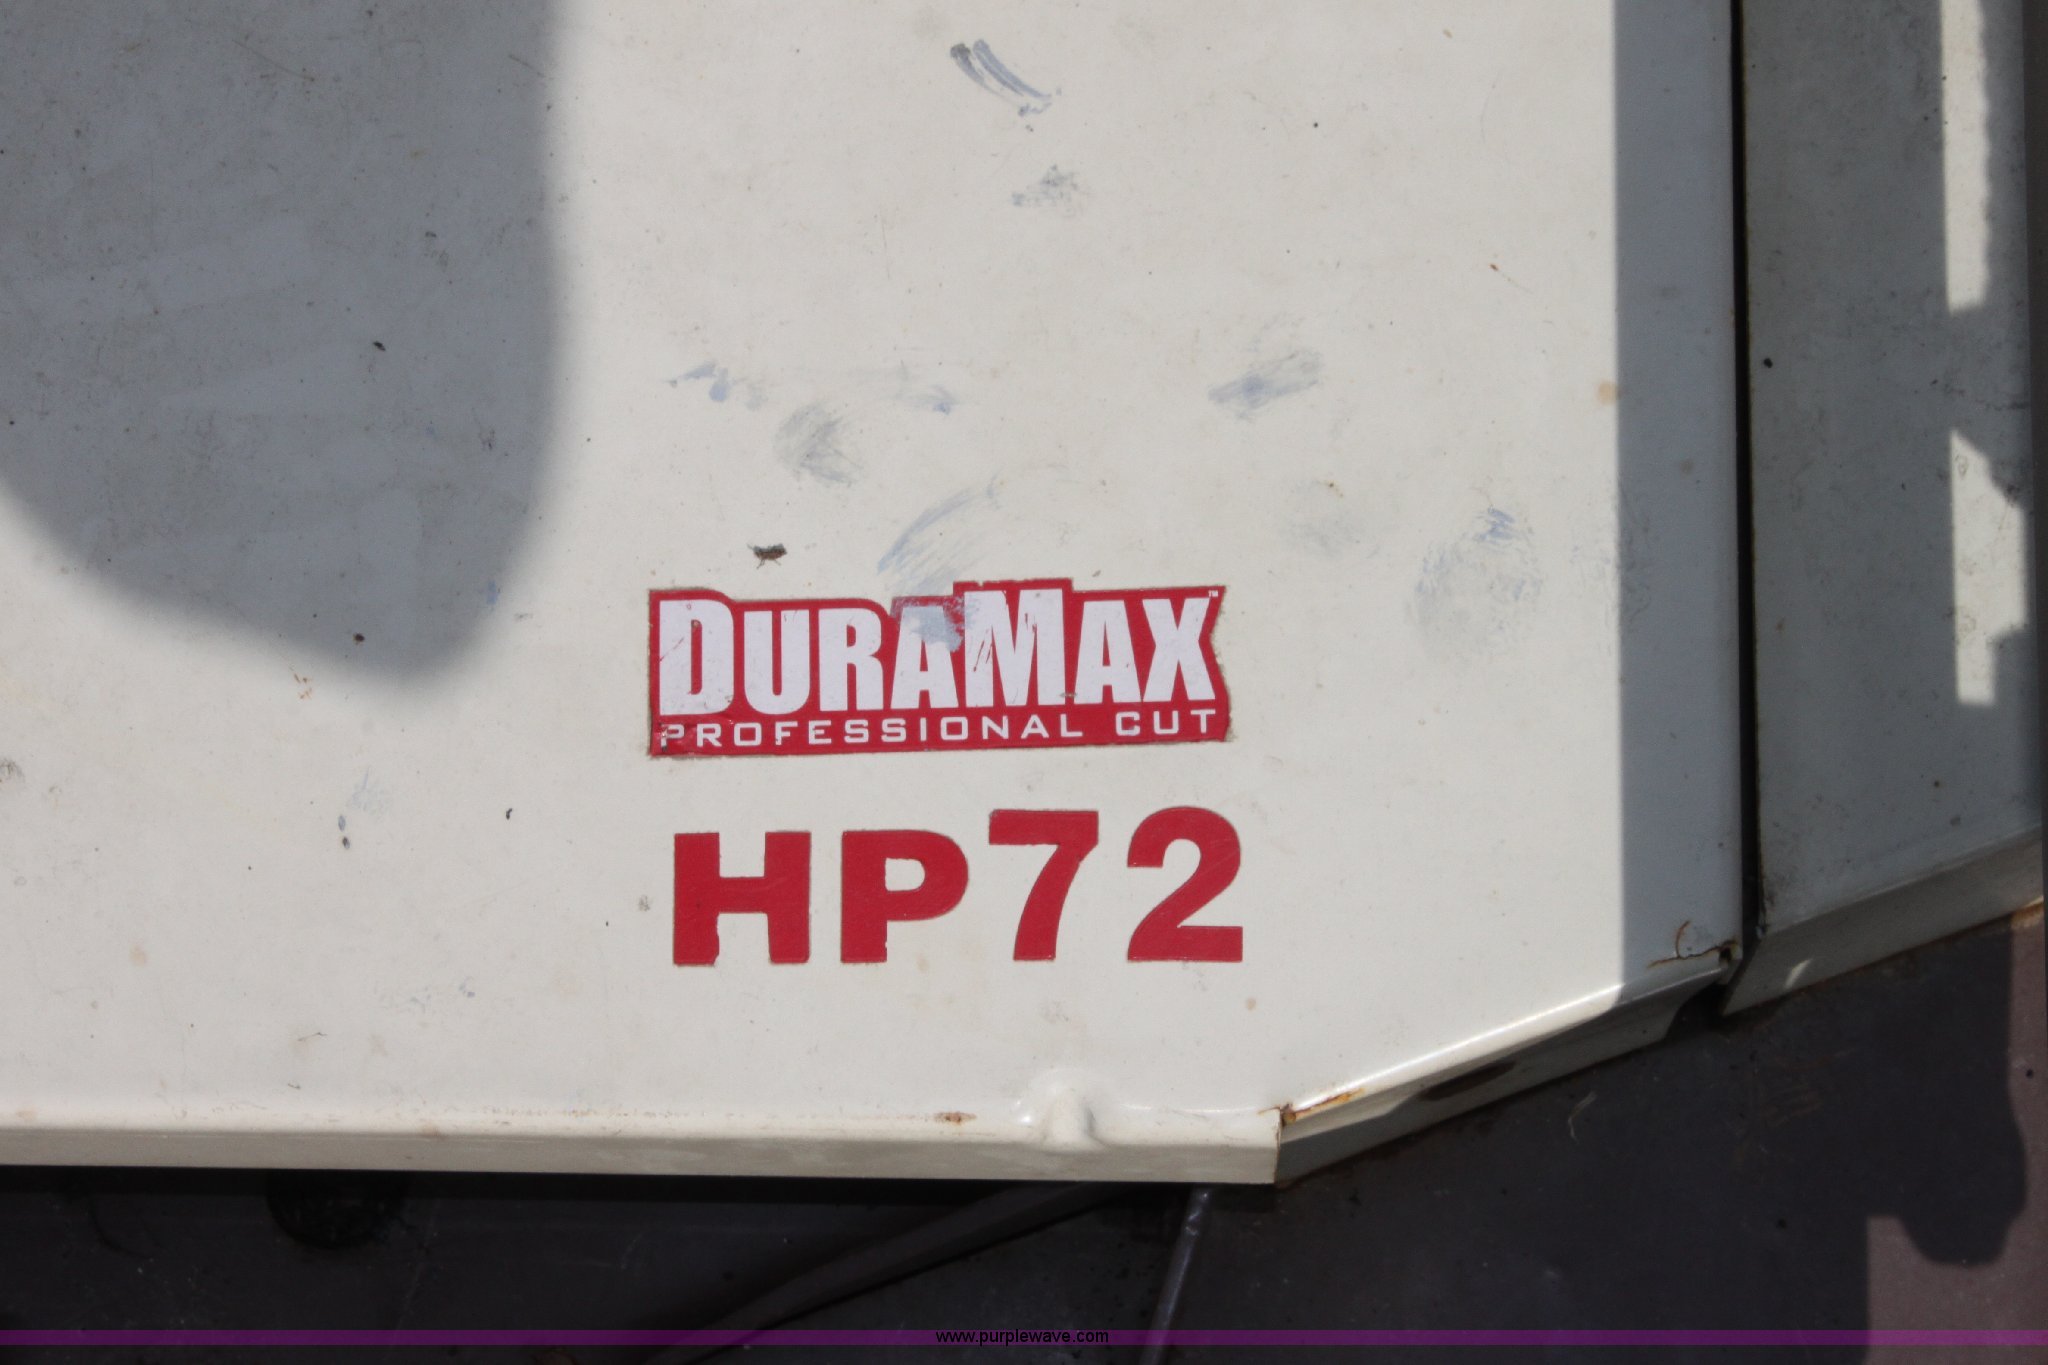 DURAMAX™
PROFESSIONAL CUT
HP72
www.purplewave.com